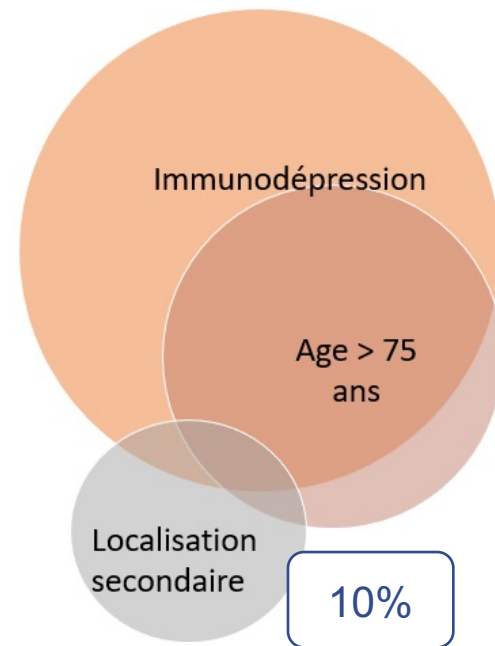 Immunodépression
Age > 75
ans
Localisation
secondaire
10%